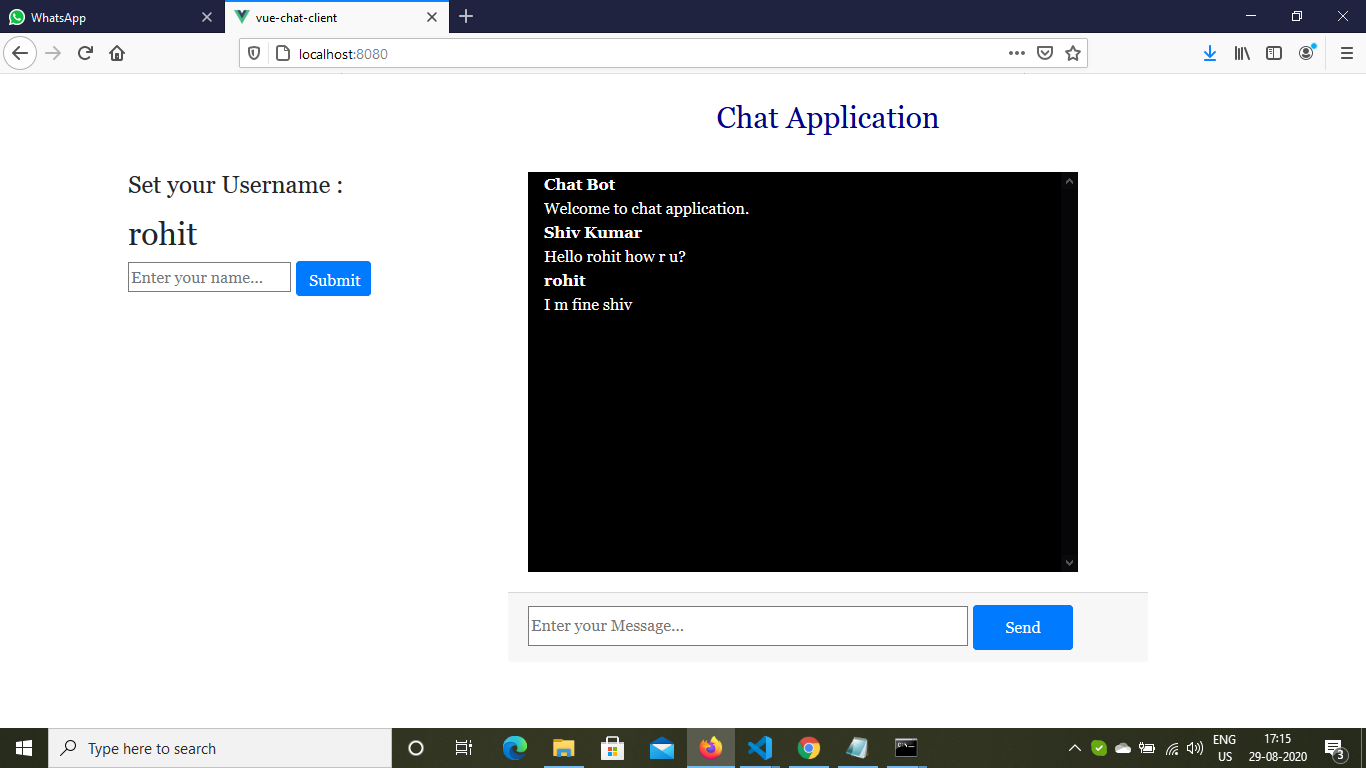 WhatsApp
vue-chat-client
localhost:8080
Chat Application
Set your Username :
rohit
Enter your name...
Submit
Chat Bot
Welcome to chat application.
Shiv Kumar
Hello rohit how r u?
rohit
I m fine shiv
Enter your Message...
Send
Type here to search
ENG
US
17:15
29-08-2020
3